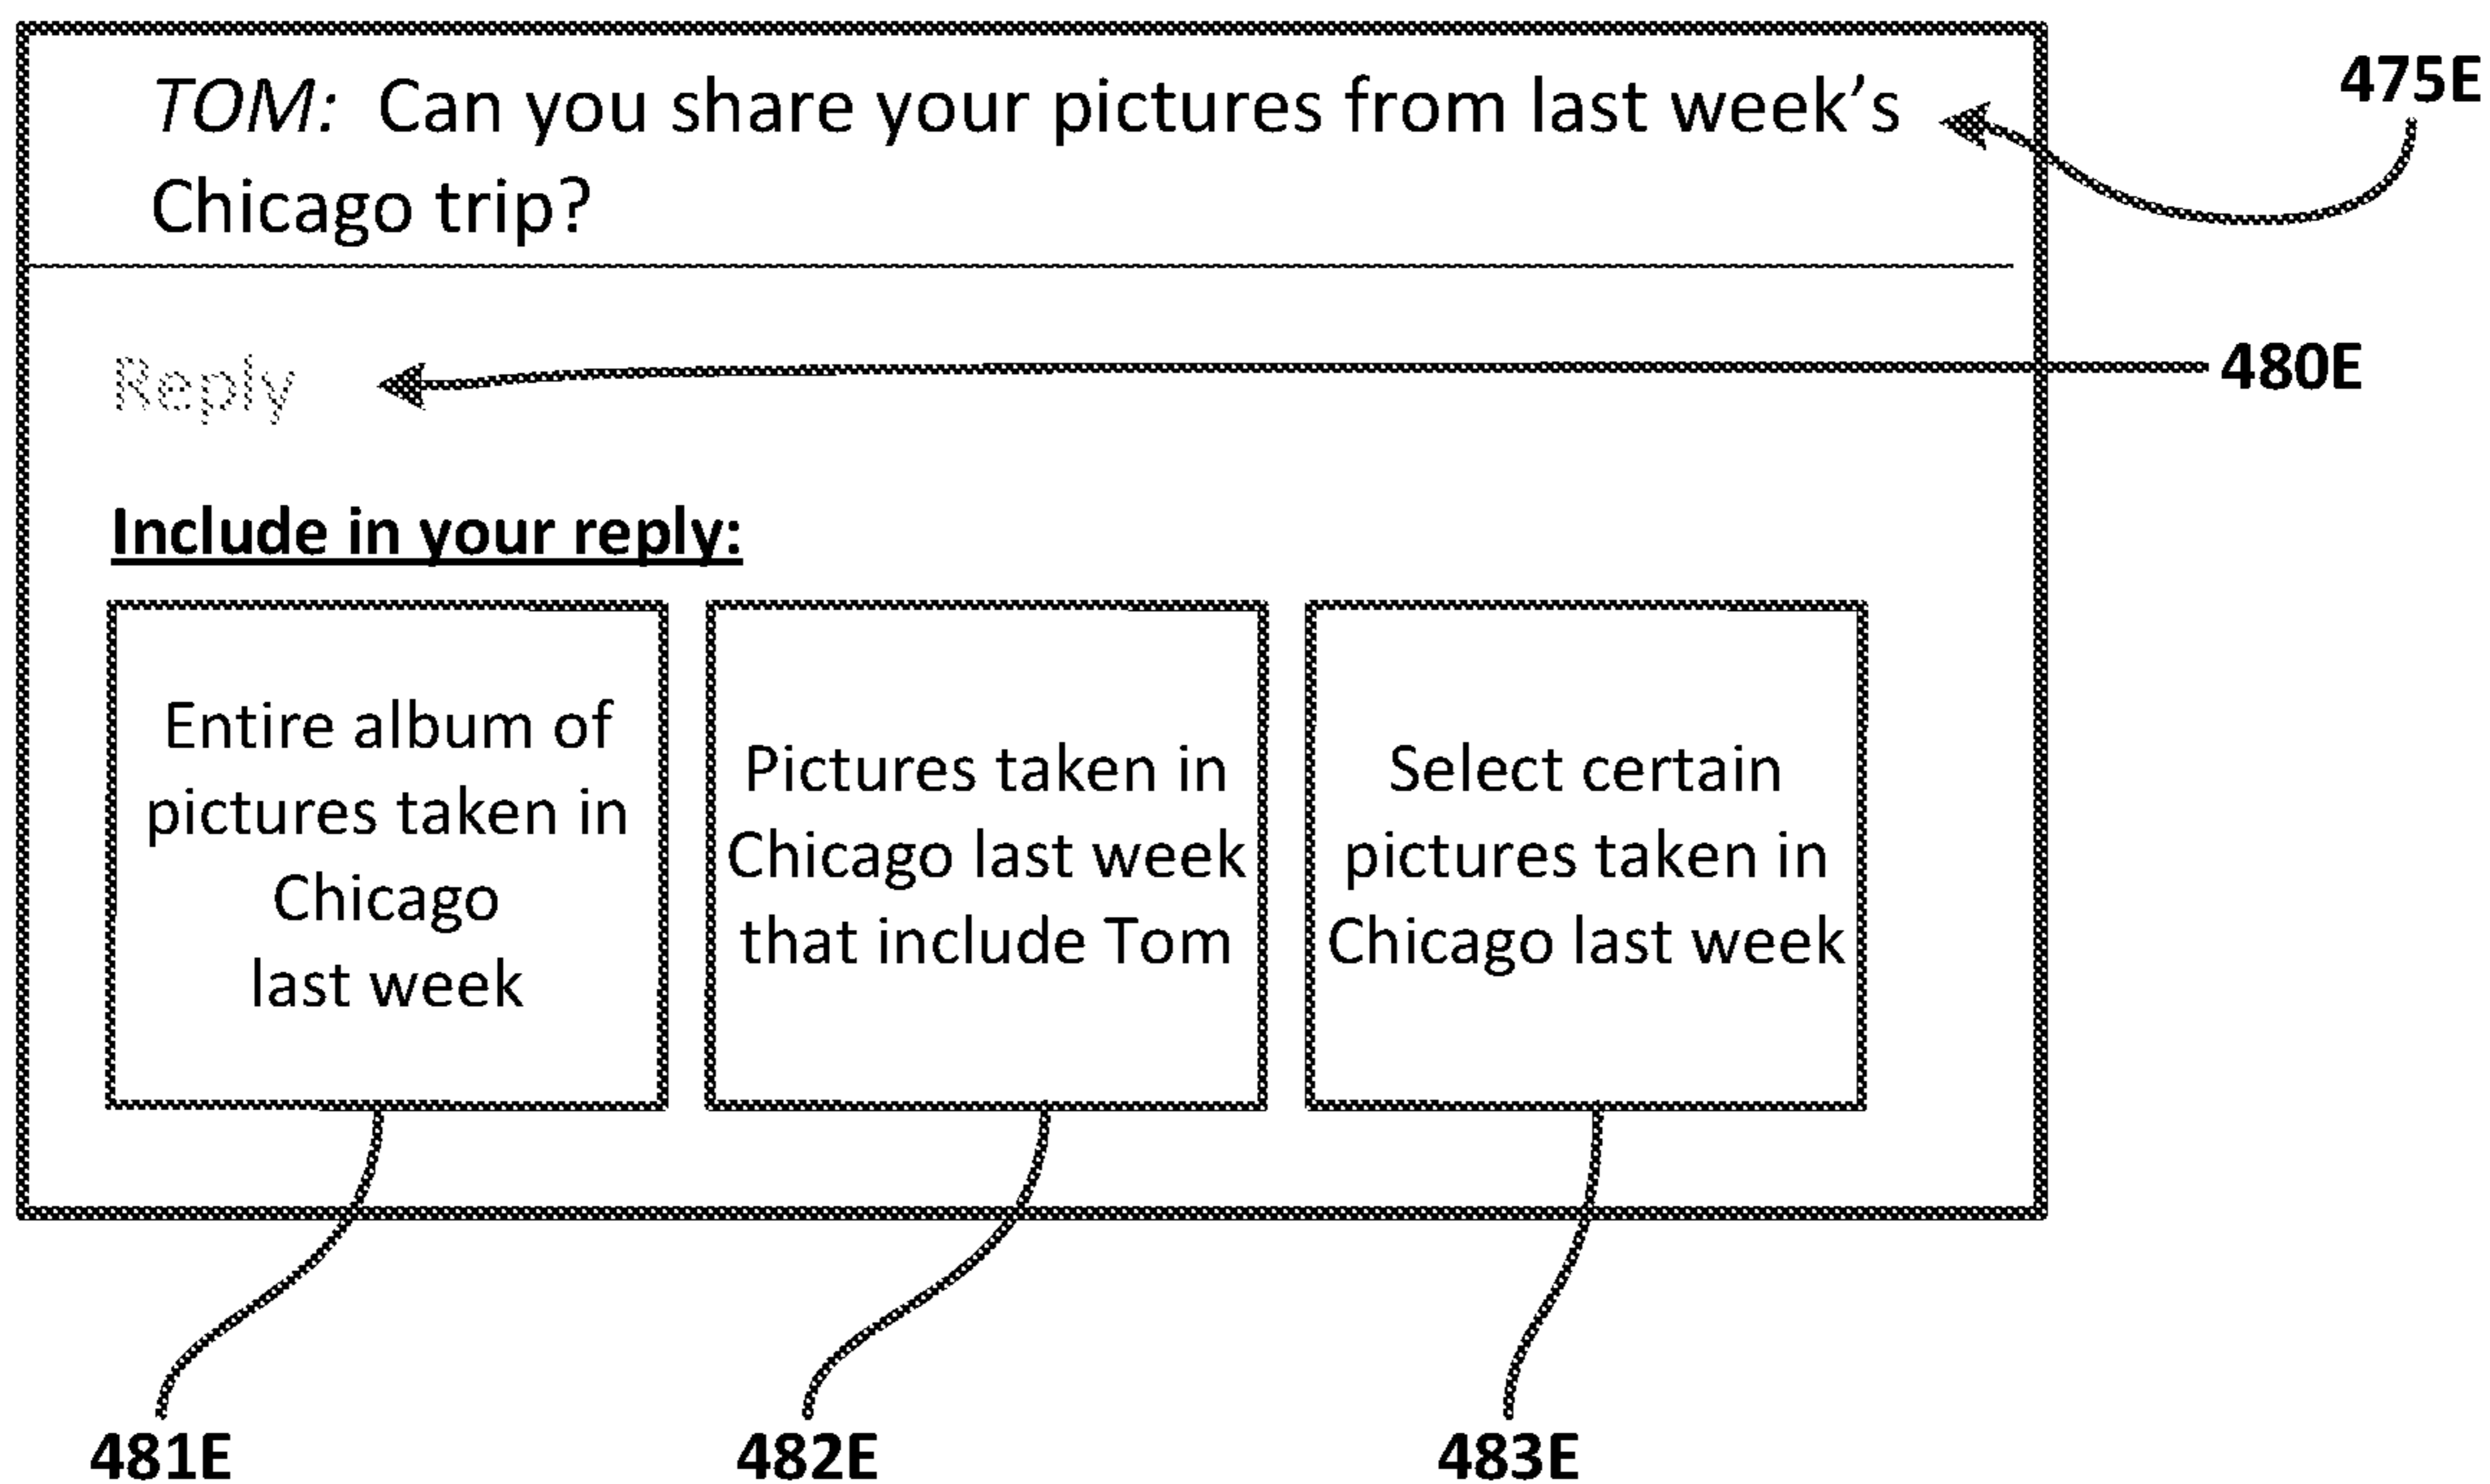 TOM: Can you share your pictures from last week's
Chicago trip?
475E
Reply
480E
Include in your reply:
Entire album of
pictures taken in
Chicago
last week
Pictures taken in
Chicago last week
that include Tom
Select certain
pictures taken in
Chicago last week
481E
482E
483E